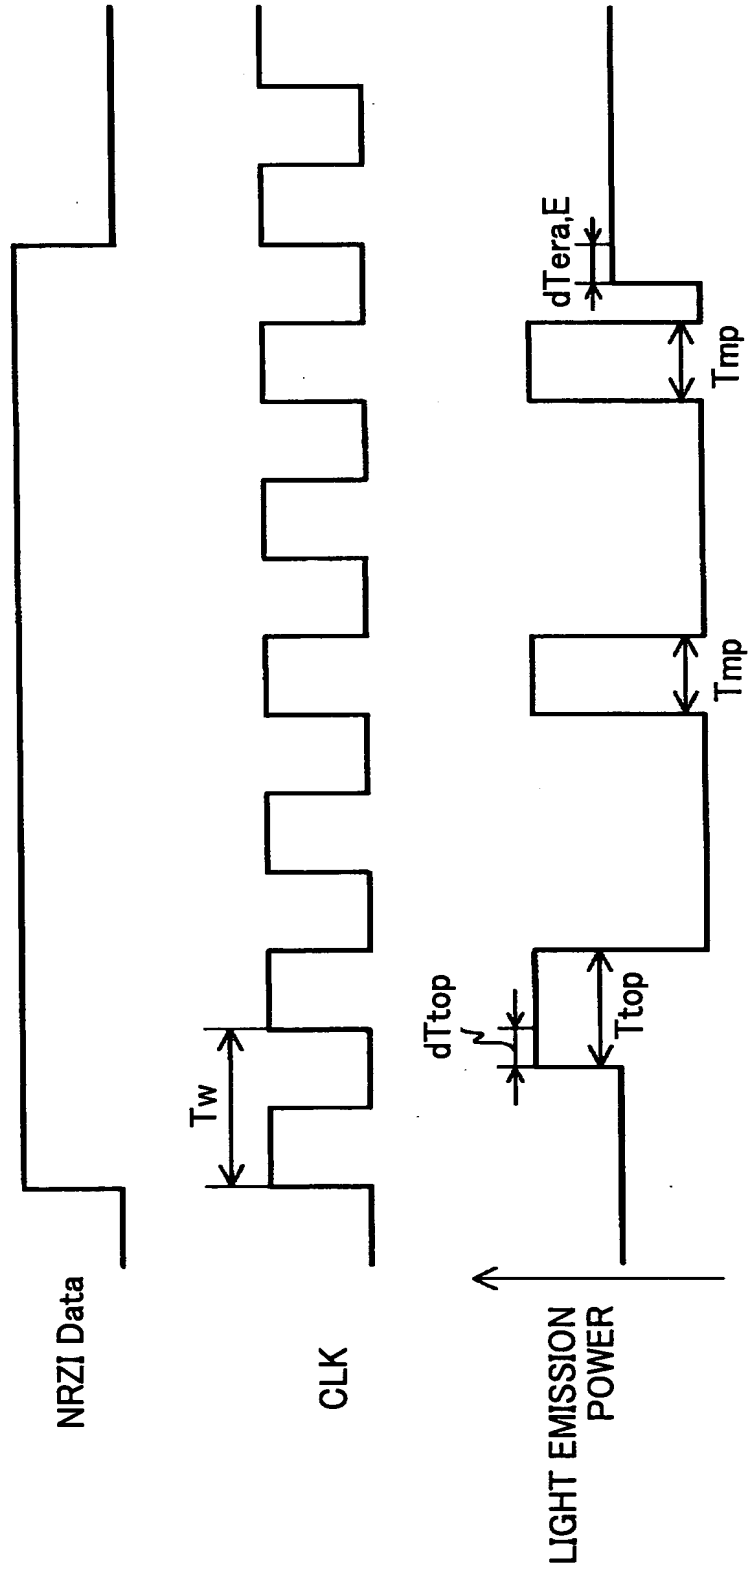 NRZI Data
CLK
Tw
LIGHT EMISSION
POWER
dTtop
Ttop
Tmp
Tmp
dTera,E